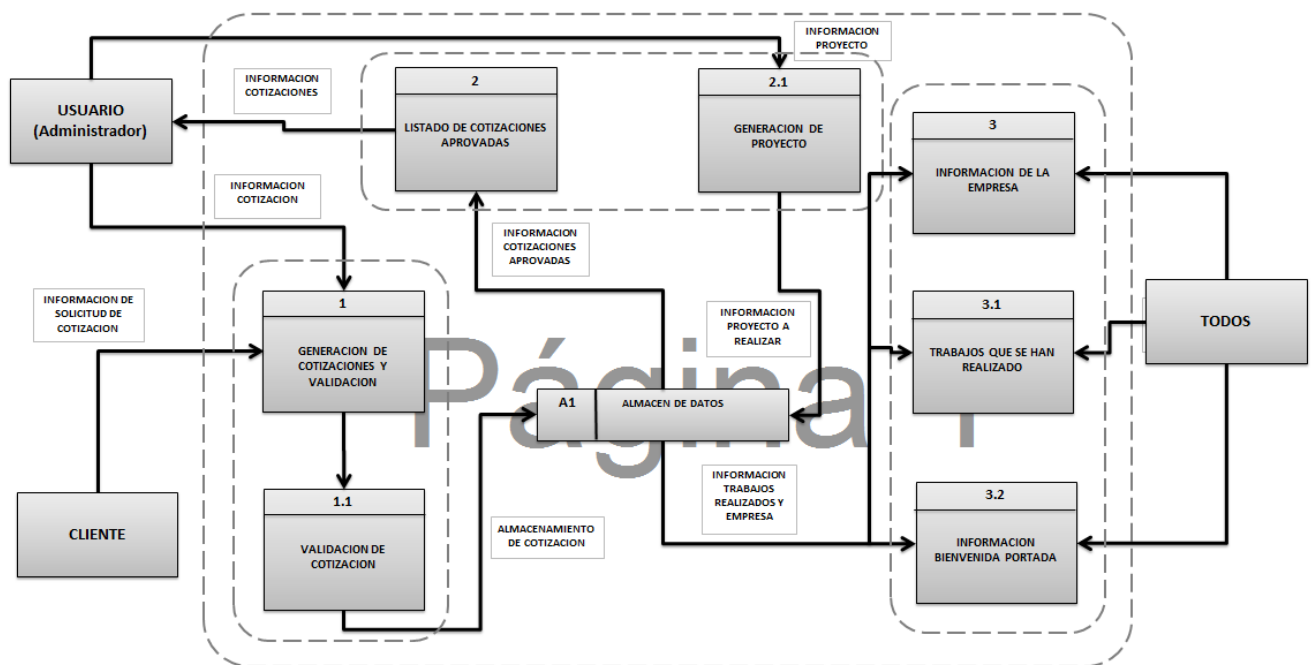 INFORMACION
PROYECTO
INFORMACION
COTIZACIONES
2
LISTADO DE COTIZACIONES
APROVADAS
2.1
GENERACION DE
PROYECTO
USUARIO
(Administrador)
3
INFORMACION DE LA
EMPRESA
INFORMACION
COTIZACION
INFORMACION
COTIZACIONES
APROVADAS
INFORMACION DE
SOLICITUD DE
COTIZACION
1
GENERACION DE
COTIZACIONES Y
VALIDACION
INFORMACION
PROYECTO A
REALIZAR
3.1
TRABAJOS QUE SE HAN
REALIZADO
TODOS
Página 1
A1
ALMACEN DE DATOS
INFORMACION
TRABAJOS
REALIZADOS Y
EMPRESA
CLIENTE
1.1
VALIDACION DE
COTIZACION
ALMACENAMIENTO
DE COTIZACION
3.2
INFORMACION
BIENVENIDA PORTADA